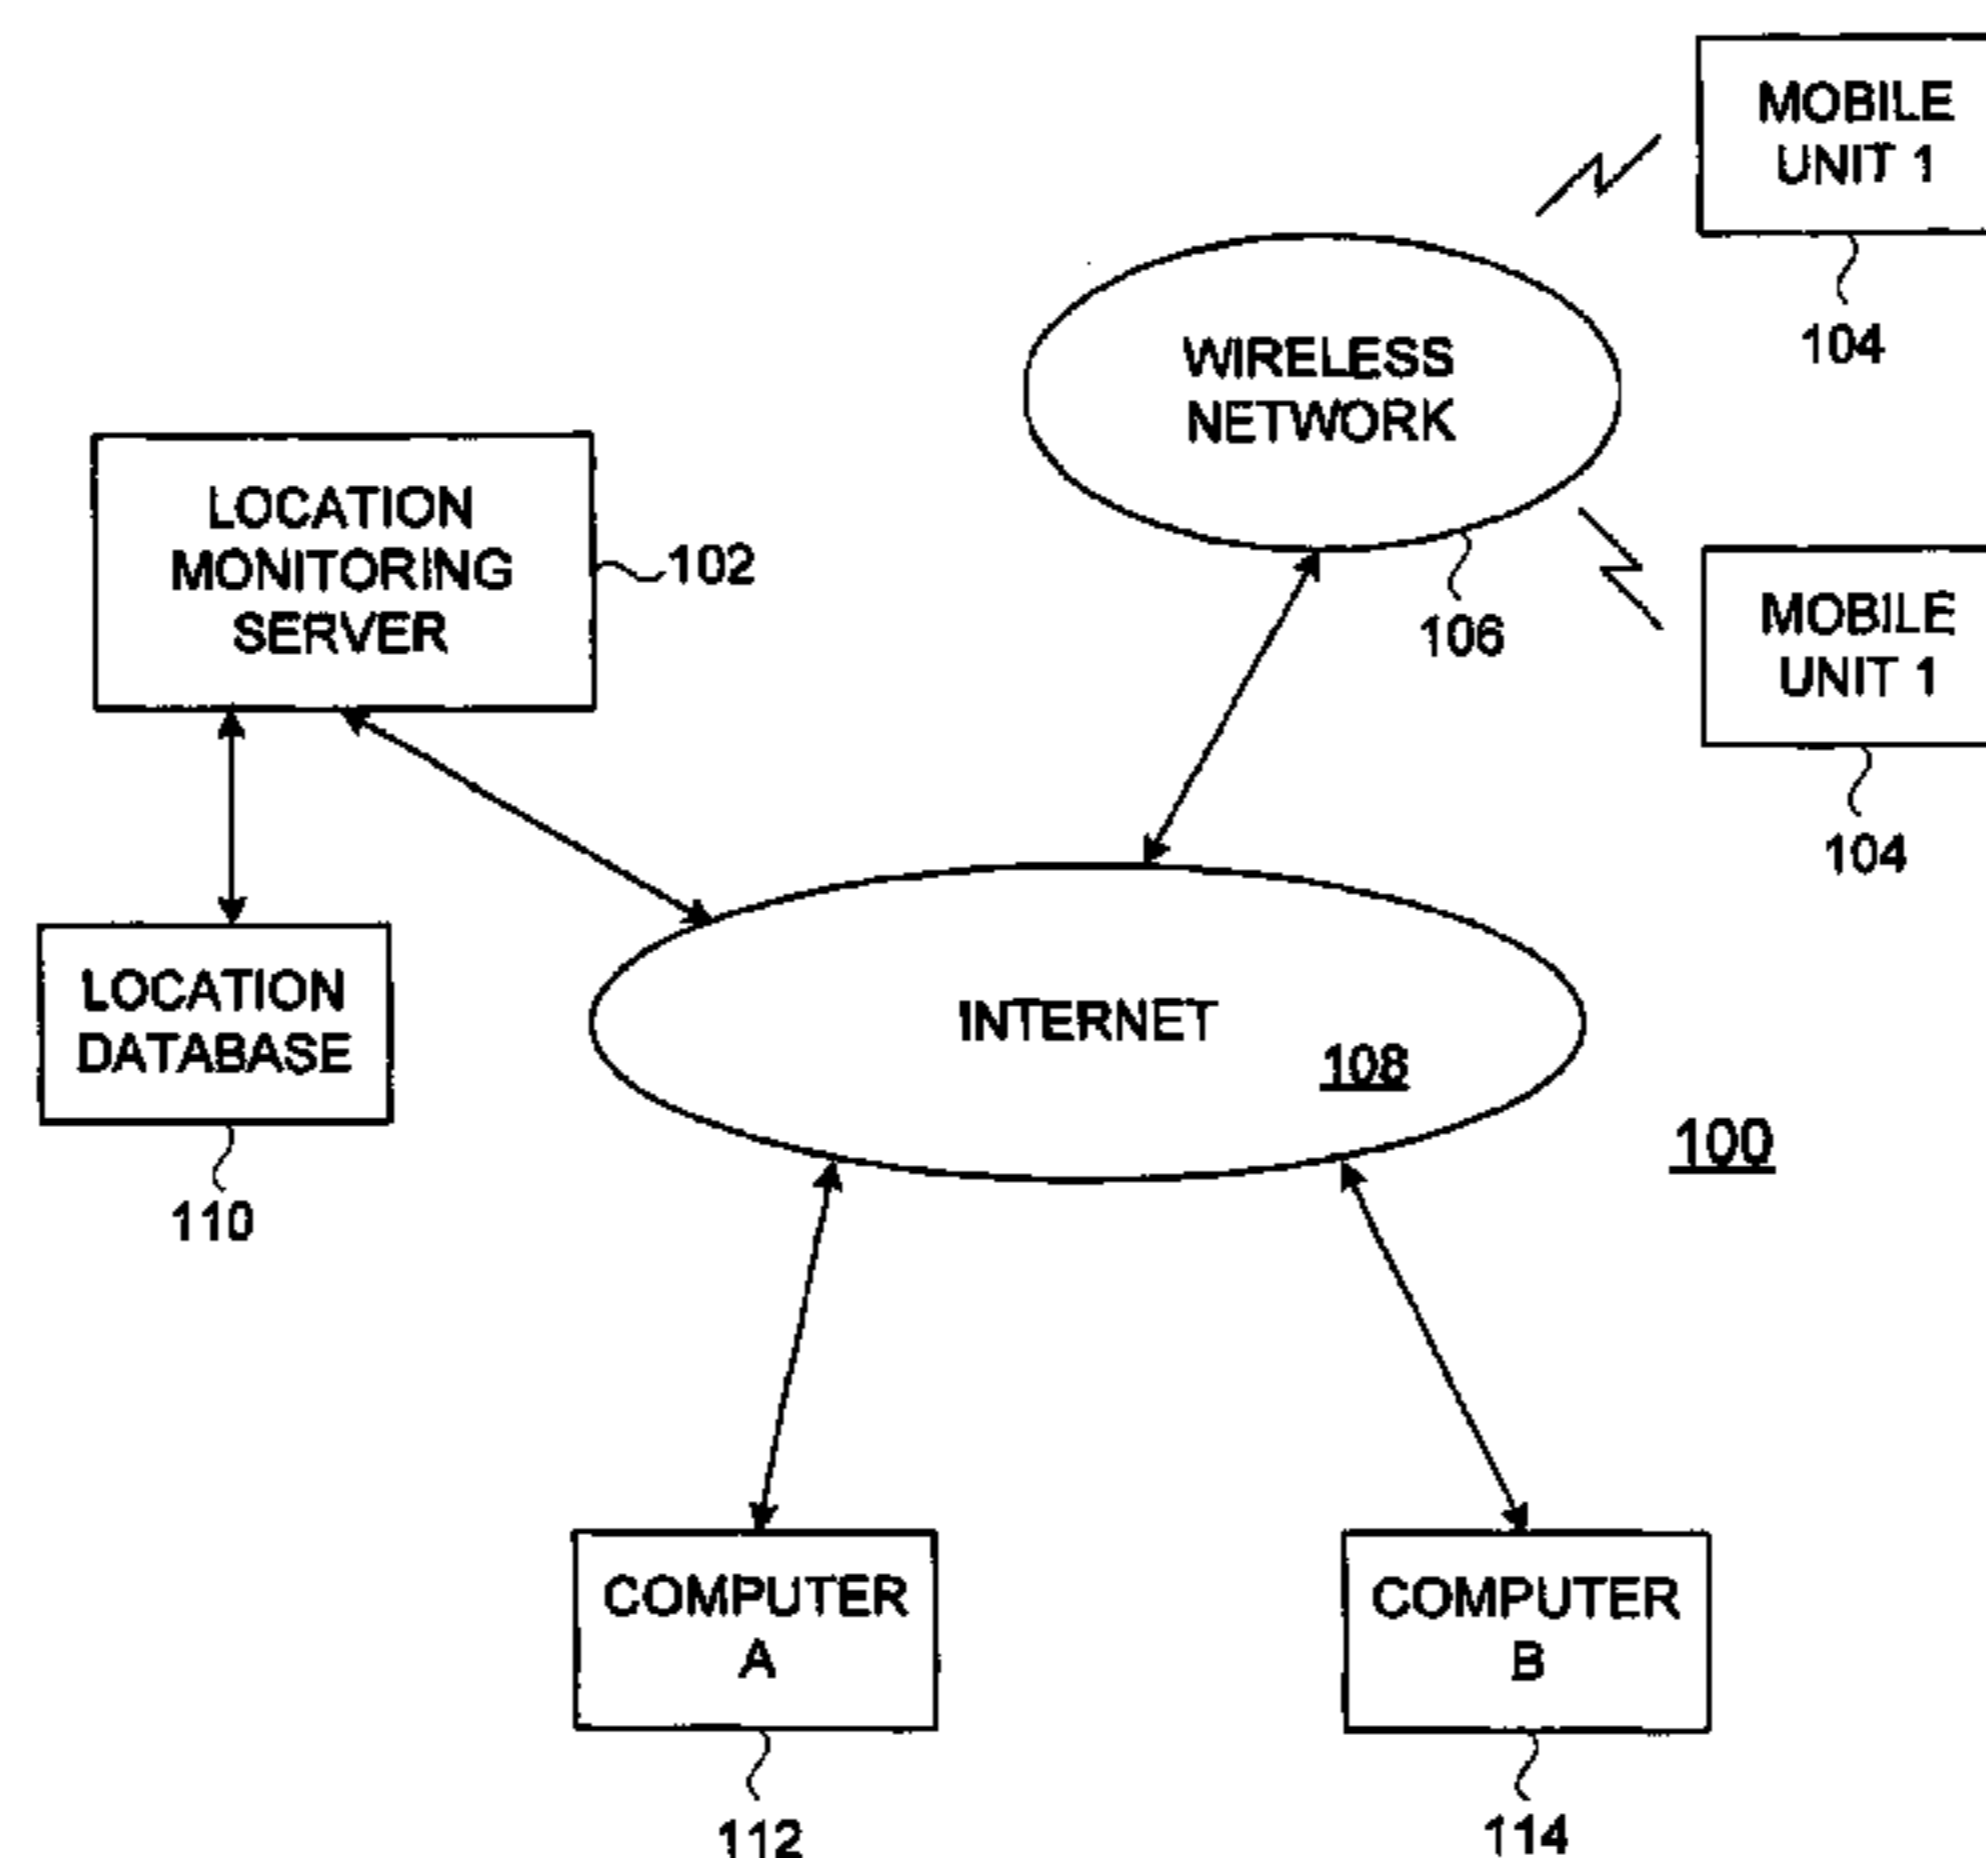 MOBILE
UNIT 1
104
WIRELESS
NETWORK
106
LOCATION
MONITORING
SERVER
102
MOBILE
UNIT 1
104
LOCATION
DATABASE
110
INTERNET
108
100
COMPUTER
A
112
COMPUTER
B
114